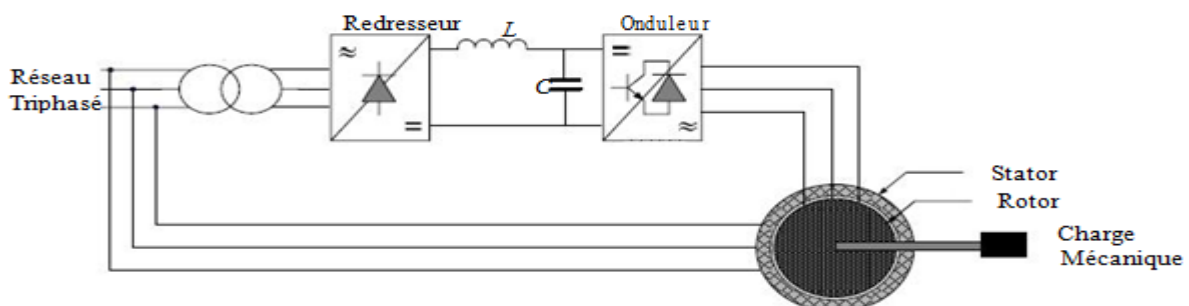 Redresseur
L
Onduleur
Réseau
Triphasé
C
≈
=
=
≈
Stator
Rotor
Charge
Mécanique